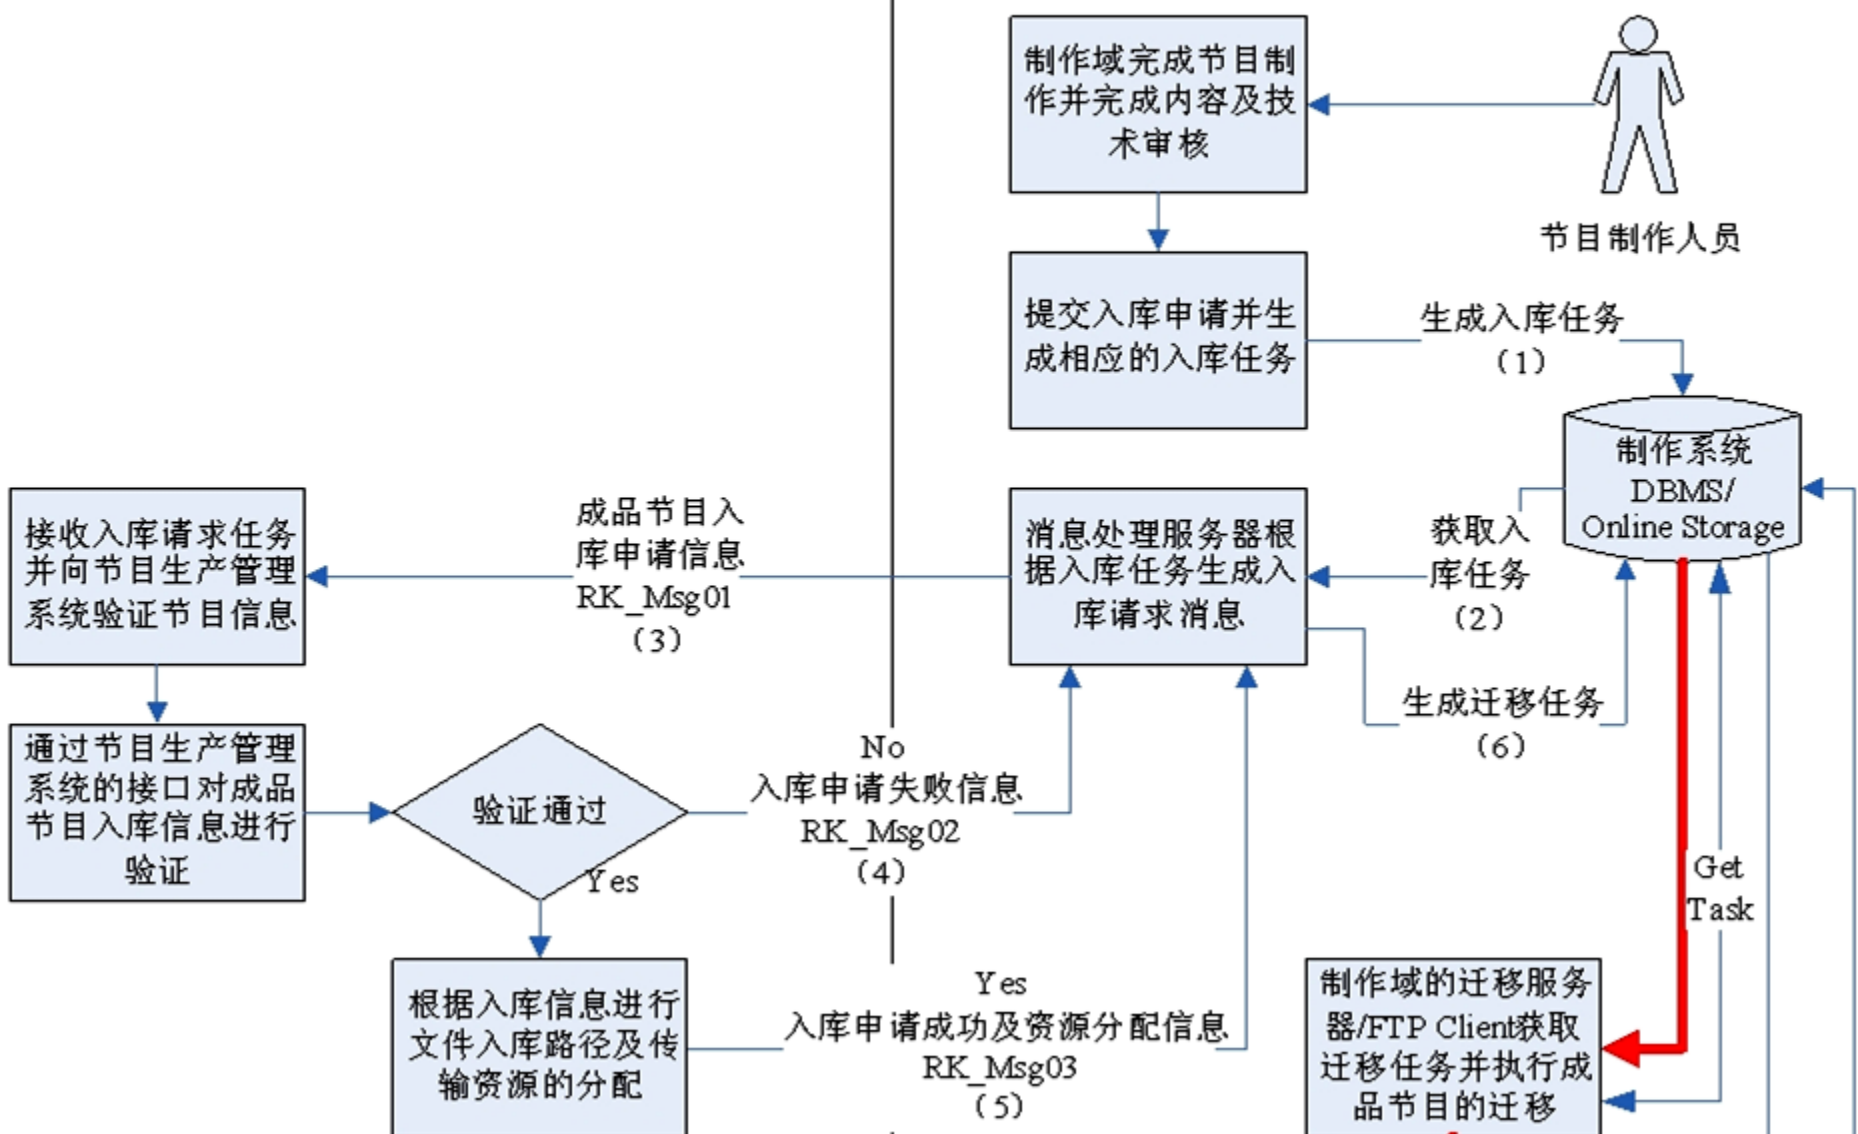 制作域完成节目制
作并完成内容及技
术审核
节目制作人员
提交入库申请并生
成相应的入库任务
生成入库任务
（1）
制作系统
DBMS/
Online Storage
接收入库请求任务
并向节目生产管理
系统验证节目信息
成品节目入
库申请信息
RK_Msg01
（3）
消息处理服务器根
据入库任务生成入
库请求消息
获取入
库任务
（2）
生成迁移任务
（6）
通过节目生产管理
系统的接口对成品
节目入库信息进行
验证
验证通过
Yes
No
入库申请失败信息
RK_Msg02
（4）
Get
Task
根据入库信息进行
文件入库路径及传
输资源的分配
Yes
入库申请成功及资源分配信息
RK_Msg03
（5）
制作域的迁移服务
器/FTP Client获取
迁移任务并执行成
品节目的迁移